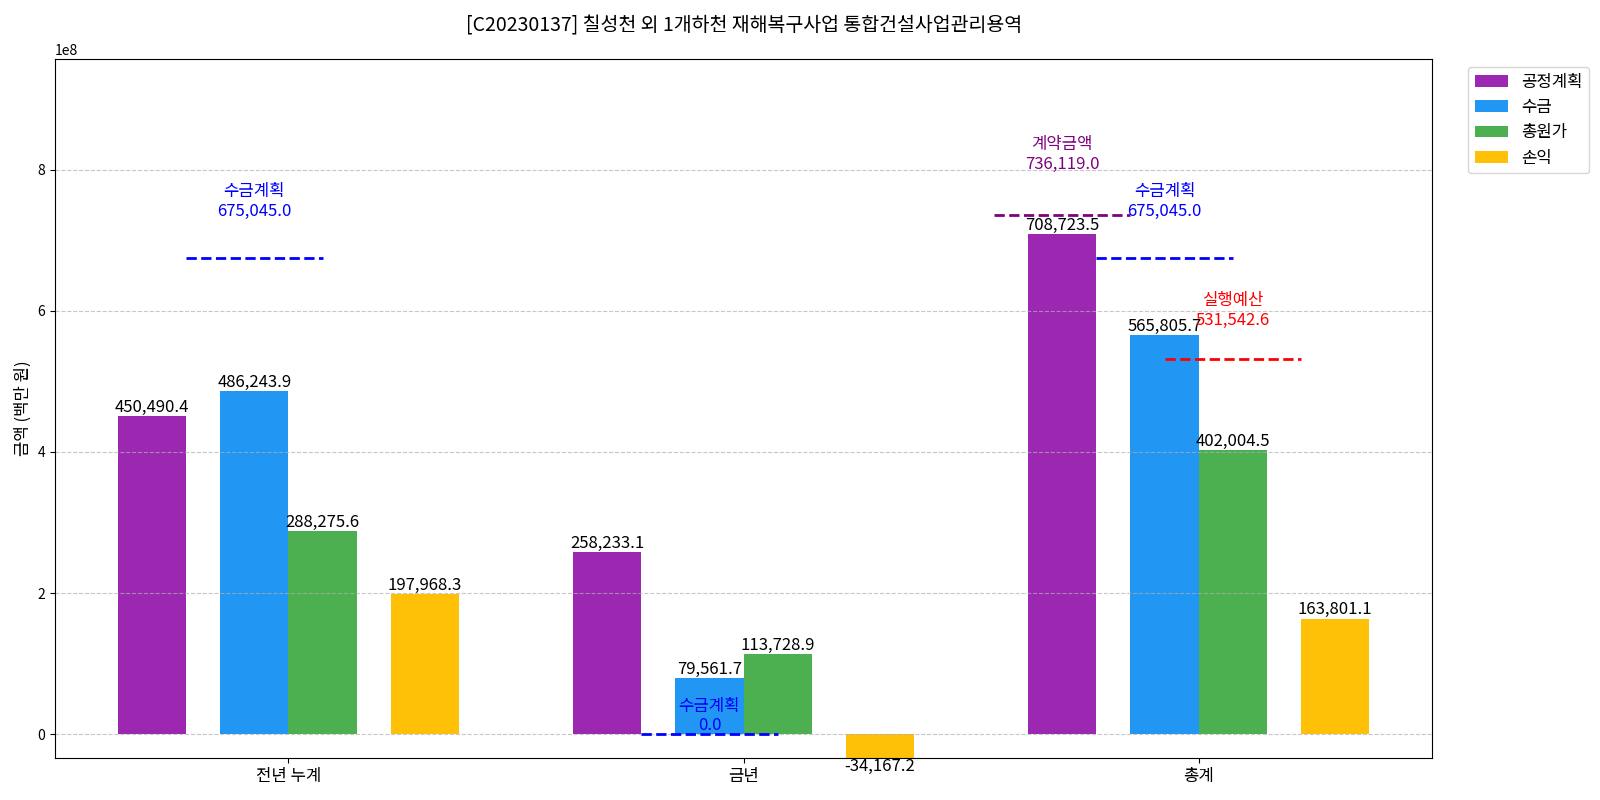 [C20230137] 칠성천 외 1개하천 재해복구사업 통합건설사업관리용역
1e8
공정계획
수금
총원가
손익
금액 (백만 원)
8
6
4
2
0
수금계획
675,045.0
450,490.4
486,243.9
288,275.6
197,968.3
258,233.1
79,561.7
수금계획
0.0
113,728.9
-34,167.2
계약금액
736,119.0
708,723.5
수금계획
675,045.0
565,805.7
실행예산
531,542.6
402,004.5
163,801.1
전년 누계
금년
총계